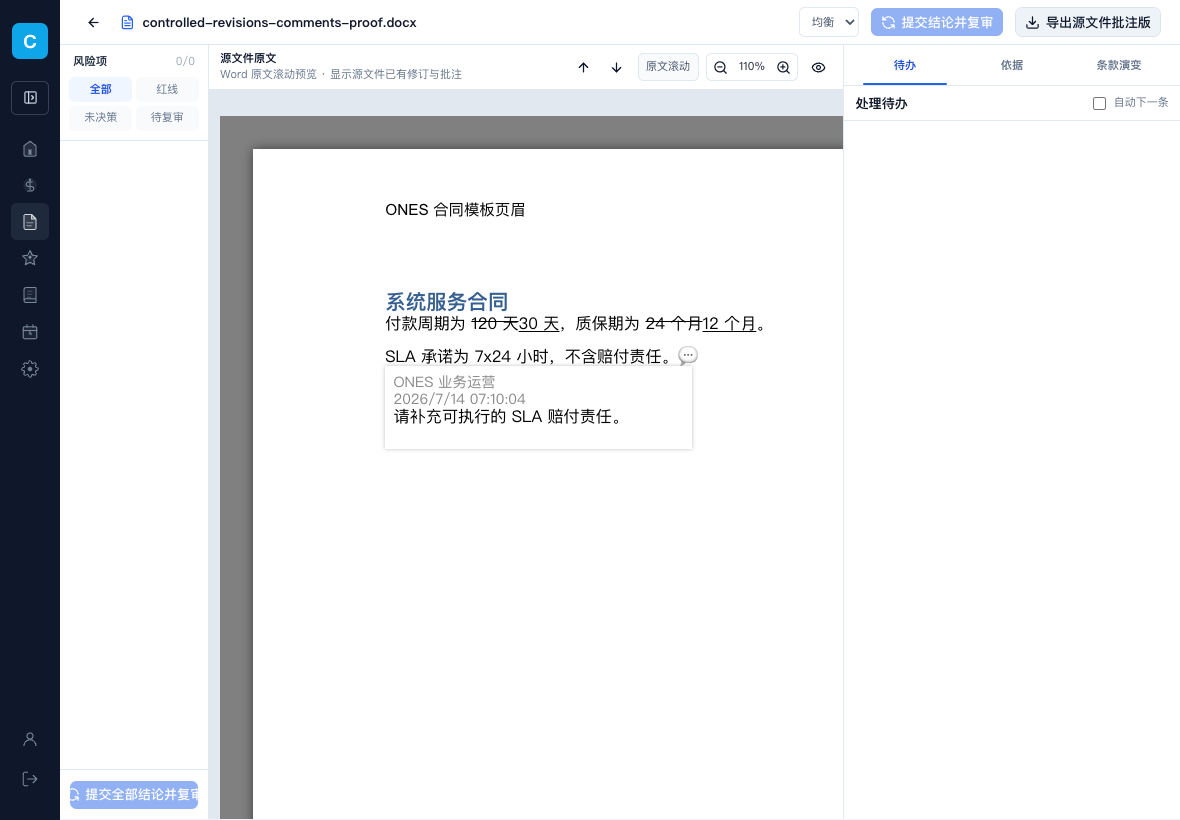 C
controlled-revisions-comments-proof.docx
均衡
提交结论并复审
导出源文件批注版
风险项 0/0
全部 红线
未决策 待复审
源文件原文
Word 原文滚动预览 · 显示源文件已有修订与批注
原文滚动
110%
待办 依据 条款演变
处理待办
自动下一条
ONES 合同模板页眉
系统服务合同
付款周期为 120 天30 天，质保期为 24 个月12 个月。
SLA 承诺为 7x24 小时，不含赔付责任。
ONES 业务运营
2026/7/14 07:10:04
请补充可执行的 SLA 赔付责任。
提交全部结论并复审